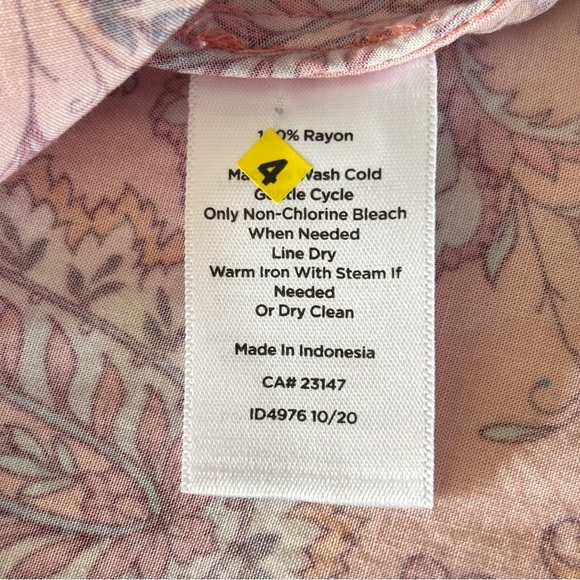 % Rayon
4
Wash Cold
Cycle
Only Non-Chlorine Bleach
When Needed
Line Dry
Warm Iron With Steam If
Needed
Or Dry Clean
Made In Indonesia
CA# 23147
ID4976 10/20